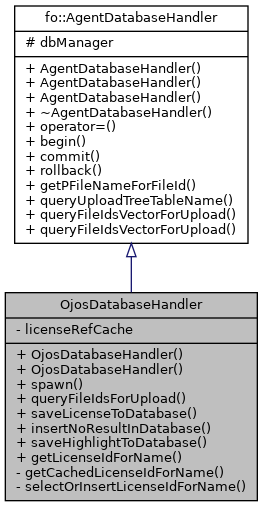 fo::AgentDatabaseHandler
# dbManager
+ AgentDatabaseHandler()
+ AgentDatabaseHandler()
+ AgentDatabaseHandler()
+ ~AgentDatabaseHandler()
+ operator=()
+ begin()
+ commit()
+ rollback()
+ getPFileNameForFileId()
+ queryUploadTreeTableName()
+ queryFileIdsVectorForUpload()
+ queryFileIdsVectorForUpload()
OjosDatabaseHandler
- licenseRefCache
+ OjosDatabaseHandler()
+ OjosDatabaseHandler()
+ spawn()
+ queryFileIdsForUpload()
+ saveLicenseToDatabase()
+ insertNoResultInDatabase()
+ saveHighlightToDatabase()
+ getLicenseIdForName()
- getCachedLicenseIdForName()
- selectOrInsertLicenseIdForName()